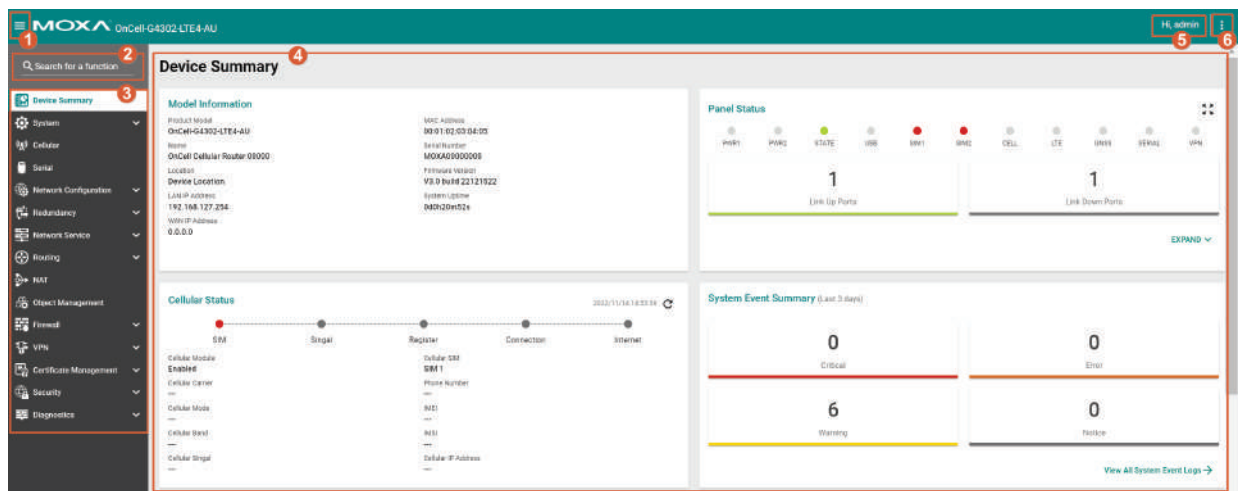 MOXA OnCell-G4302-LTE4-AU
Hi, admin
1
2
3
4
5
6
Search for a function
Device Summary
System
Cellular
Serial
Network Configuration
Redundancy
Network Service
Routing
NAT
Object Management
Firewall
VPN
Certificate Management
Security
Diagnostics
Device Summary
Model Information
Product Model
OnCell-G4302-LTE4-AU
Name
OnCell Cellular Router 00000
Location
Device Location
LAN IP Address
192.168.127.254
WAN IP Address
0.0.0.0
MAC Address
00:01:02:03:04:05
Serial Number
MOXA00000000
Firmware Version
V3.0 build 22121522
System Uptime
0d0h20m52s
Panel Status
PWR1 PWR2 STATE USB SIM1 SIM2 CELL LTE GNSS SERIAL VPN
1
Link Up Ports
1
Link Down Ports
EXPAND
Cellular Status
SIM Singal Register Connection Internet
Cellular Module
Enabled
Cellular Carrier
---
Cellular Mode
---
Cellular Band
---
Cellular Singal
---
Cellular SIM
SIM 1
Phone Number
---
IMEI
---
IMSI
---
Cellular IP Address
---
System Event Summary (Last 3 days)
0
Critical
0
Error
6
Warning
0
Notice
View All System Event Logs